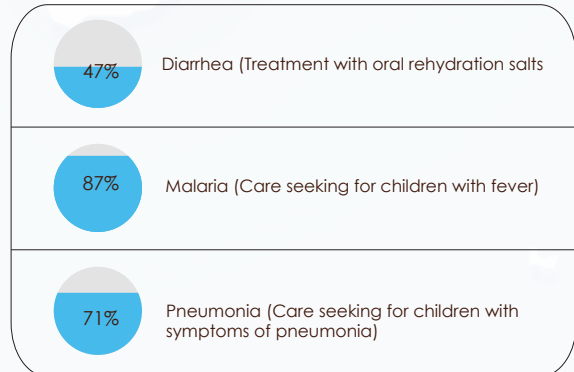 47%
Diarrhea (Treatment with oral rehydration salts
87%
Malaria (Care seeking for children with fever)
71%
Pneumonia (Care seeking for children with
symptoms of pneumonia)